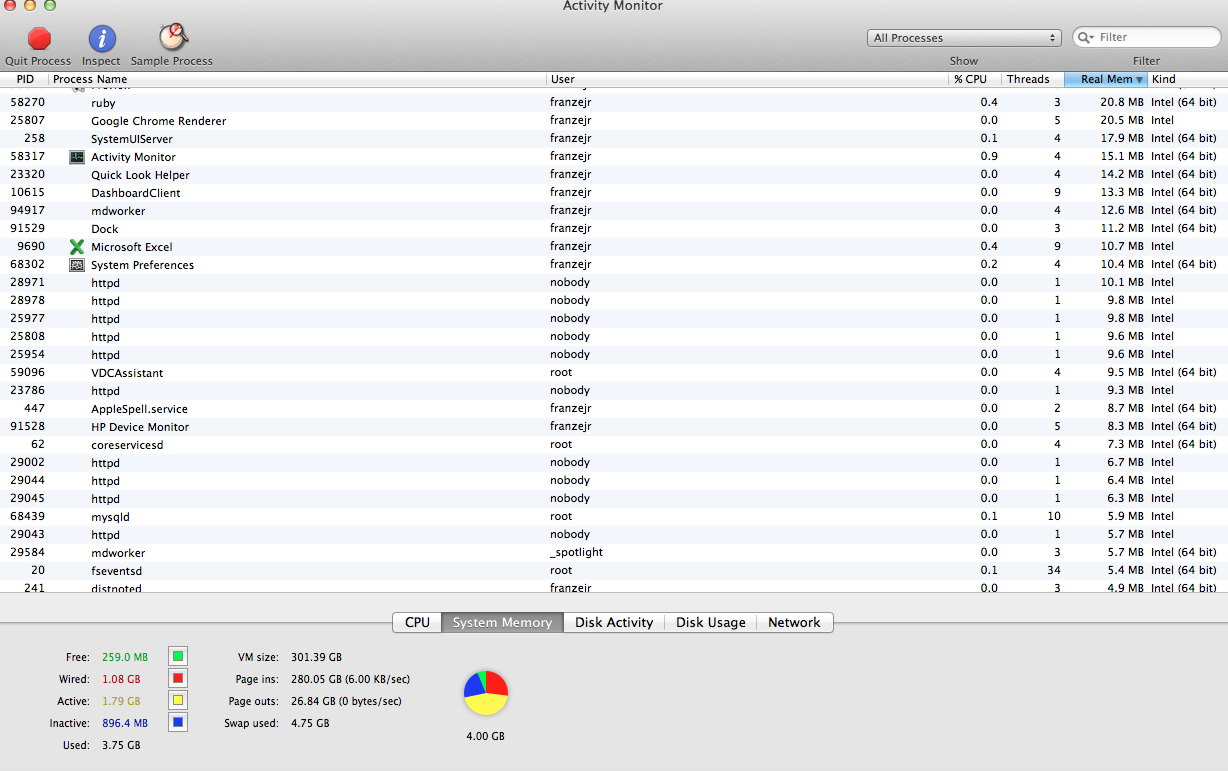 Activity Monitor
Quit Process Inspect Sample Process All Processes Show Filter Filter
PID Process Name User % CPU Threads Real Mem Kind
58270 ruby franzejr 0.4 3 20.8 MB Intel (64 bit)
25807 Google Chrome Renderer franzejr 0.0 5 20.5 MB Intel
258 SystemUIServer franzejr 0.1 4 17.9 MB Intel (64 bit)
58317 Activity Monitor franzejr 0.9 4 15.1 MB Intel (64 bit)
23320 Quick Look Helper franzejr 0.0 4 14.2 MB Intel (64 bit)
10615 DashboardClient franzejr 0.0 9 13.3 MB Intel (64 bit)
94917 mdworker franzejr 0.0 4 12.6 MB Intel (64 bit)
91529 Dock franzejr 0.0 3 11.2 MB Intel (64 bit)
9690 Microsoft Excel franzejr 0.4 9 10.7 MB Intel
68302 System Preferences franzejr 0.2 4 10.4 MB Intel (64 bit)
28971 httpd nobody 0.0 1 10.1 MB Intel
28978 httpd nobody 0.0 1 9.8 MB Intel
25977 httpd nobody 0.0 1 9.8 MB Intel
25808 httpd nobody 0.0 1 9.6 MB Intel
25954 httpd nobody 0.0 1 9.6 MB Intel
59096 VDCAssistant root 0.0 4 9.5 MB Intel (64 bit)
23786 httpd nobody 0.0 1 9.3 MB Intel
447 AppleSpell.service franzejr 0.0 2 8.7 MB Intel (64 bit)
91528 HP Device Monitor franzejr 0.0 5 8.3 MB Intel (64 bit)
62 coreservicesd root 0.0 4 7.3 MB Intel (64 bit)
29002 httpd nobody 0.0 1 6.7 MB Intel
29044 httpd nobody 0.0 1 6.4 MB Intel
29045 httpd nobody 0.0 1 6.3 MB Intel
68439 mysqld root 0.1 10 5.9 MB Intel
29043 httpd nobody 0.0 1 5.7 MB Intel
29584 mdworker _spotlight 0.0 3 5.7 MB Intel (64 bit)
20 fseventsd root 0.1 34 5.4 MB Intel (64 bit)
241 distnoted franzejr 0.0 3 4.9 MB Intel (64 bit)
CPU System Memory Disk Activity Disk Usage Network
Free: 259.0 MB VM size: 301.39 GB
Wired: 1.08 GB Page ins: 280.05 GB (6.00 KB/sec)
Active: 1.79 GB Page outs: 26.84 GB (0 bytes/sec)
Inactive: 896.4 MB Swap used: 4.75 GB
Used: 3.75 GB 4.00 GB